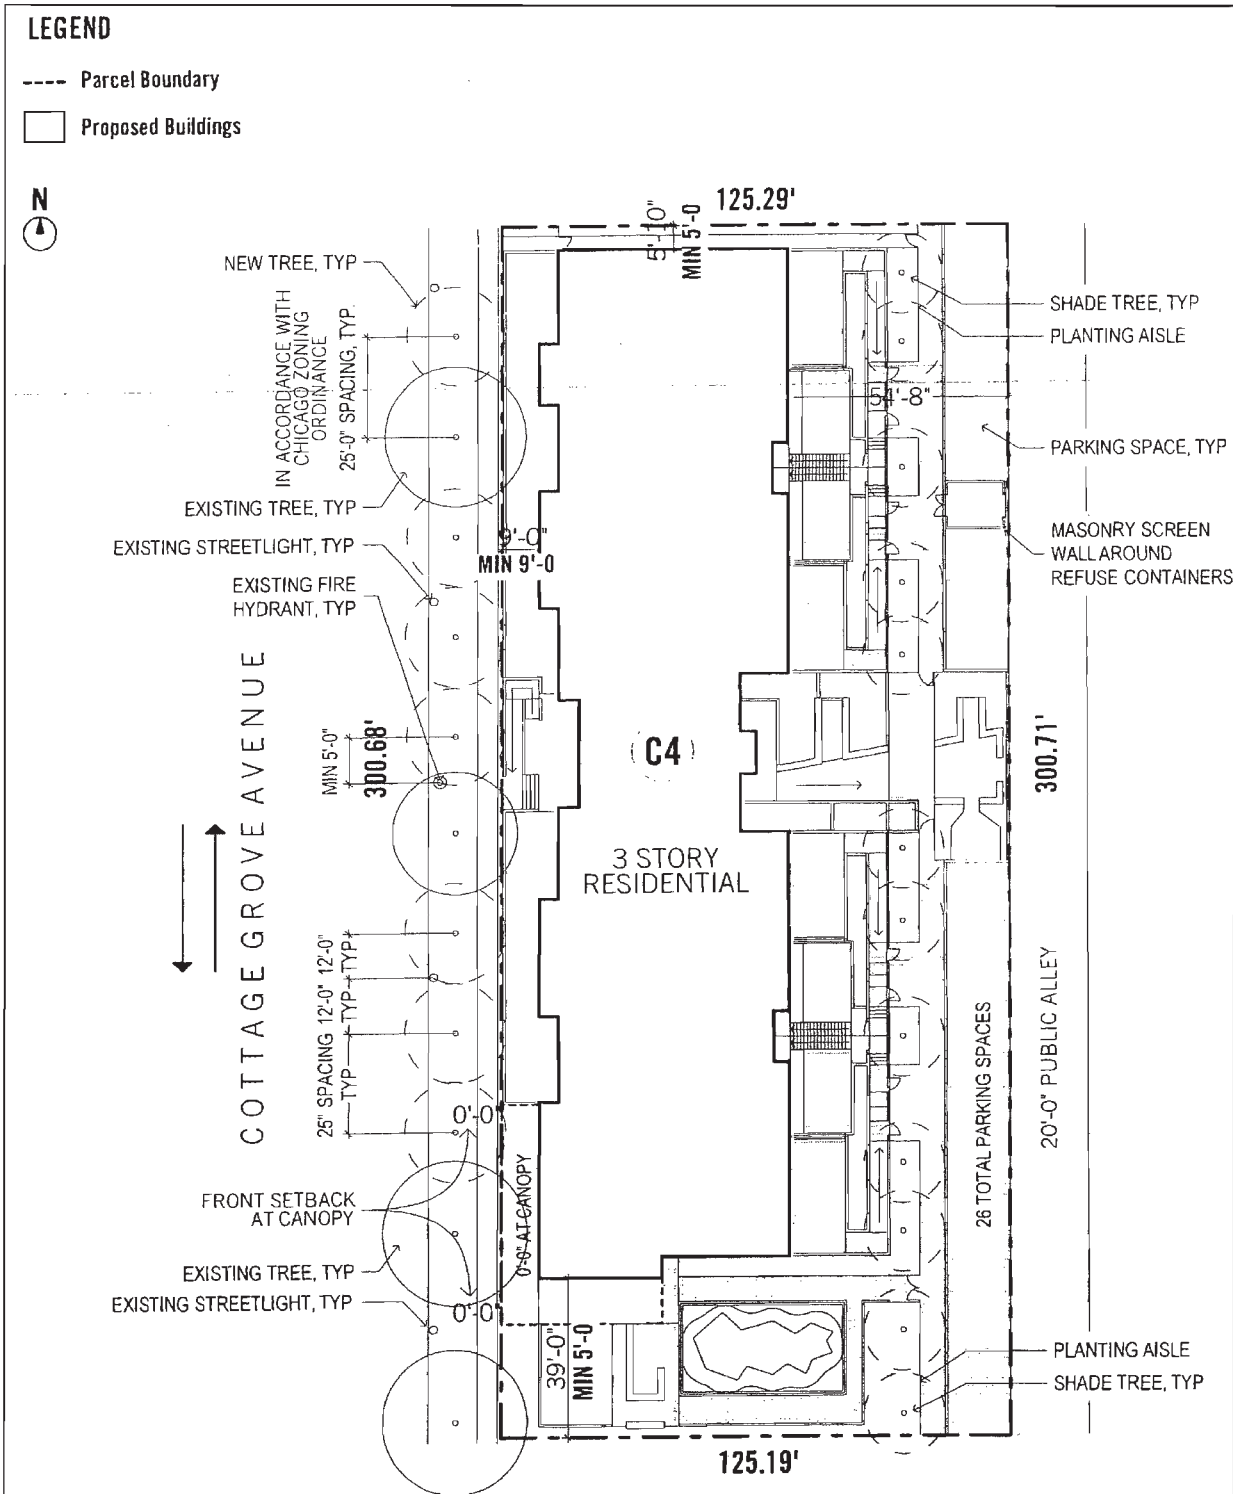 LEGEND
Parcel Boundary
Proposed Buildings
N
125.29'
5'-10"
MIN 5'-0
NEW TREE, TYP
IN ACCORDANCE WITH
CHICAGO ZONING
ORDINANCE
25'-0" SPACING, TYP.
SHADE TREE, TYP
PLANTING AISLE
54'-8"
PARKING SPACE, TYP
EXISTING TREE, TYP
EXISTING STREETLIGHT, TYP
9'-0"
MIN 9'-0
MASONRY SCREEN
WALL AROUND
REFUSE CONTAINERS
EXISTING FIRE
HYDRANT, TYP
COTTAGE GROVE AVENUE
MIN 5'-0"
300.68'
C4
300.71'
3 STORY
RESIDENTIAL
25" SPACING 12'-0" 12'-0"
TYP TYP TYP
0'-0"
FRONT SETBACK
AT CANOPY
0'-0" AT CANOPY
26 TOTAL PARKING SPACES
20'-0" PUBLIC ALLEY
EXISTING TREE, TYP
EXISTING STREETLIGHT, TYP
0'-0"
39'-0"
MIN 5'-0
PLANTING AISLE
SHADE TREE, TYP
125.19'